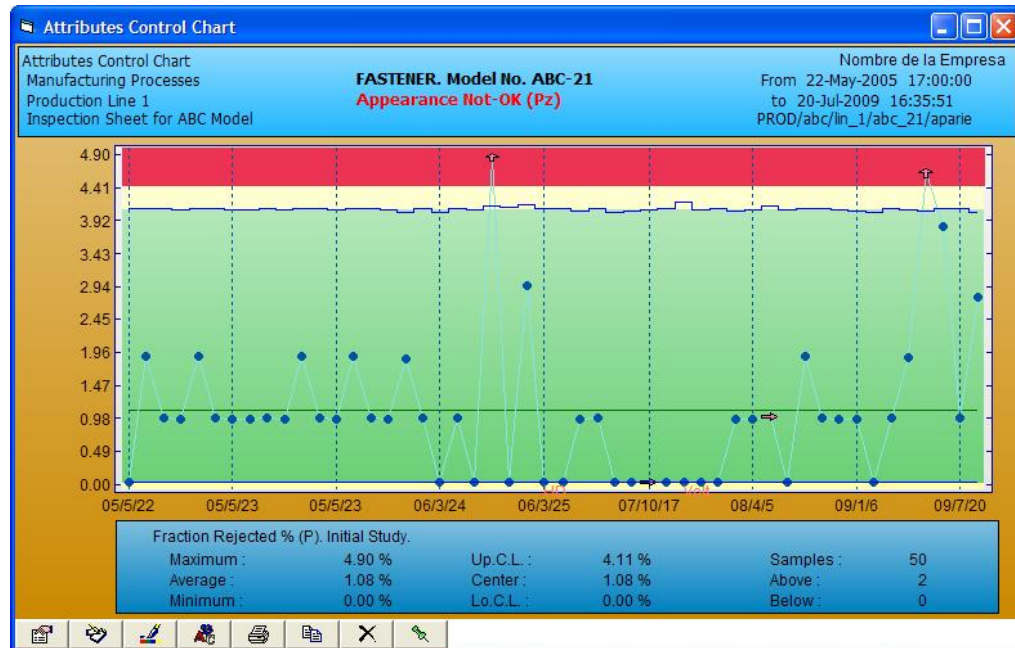 Attributes Control Chart
Attributes Control Chart
Manufacturing Processes
Production Line 1
Inspection Sheet for ABC Model
FASTENER. Model No. ABC-21
Appearance Not-OK (Pz)
Nombre de la Empresa
From 22-May-2005 17:00:00
to 20-Jul-2009 16:35:51
PROD/abc/lin_1/abc_21/aparie
4.90
4.41
3.92
3.43
2.94
2.45
1.96
1.47
0.98
0.49
0.00
Volt
05/5/22 05/5/23 05/5/23 06/3/24 06/3/25 07/10/17 08/4/5 09/1/6 09/7/20
Fraction Rejected % (P). Initial Study.
Maximum : 4.90 % Up.C.L. : 4.11 % Samples : 50
Average : 1.08 % Center : 1.08 % Above : 2
Minimum : 0.00 % Lo.C.L. : 0.00 % Below : 0